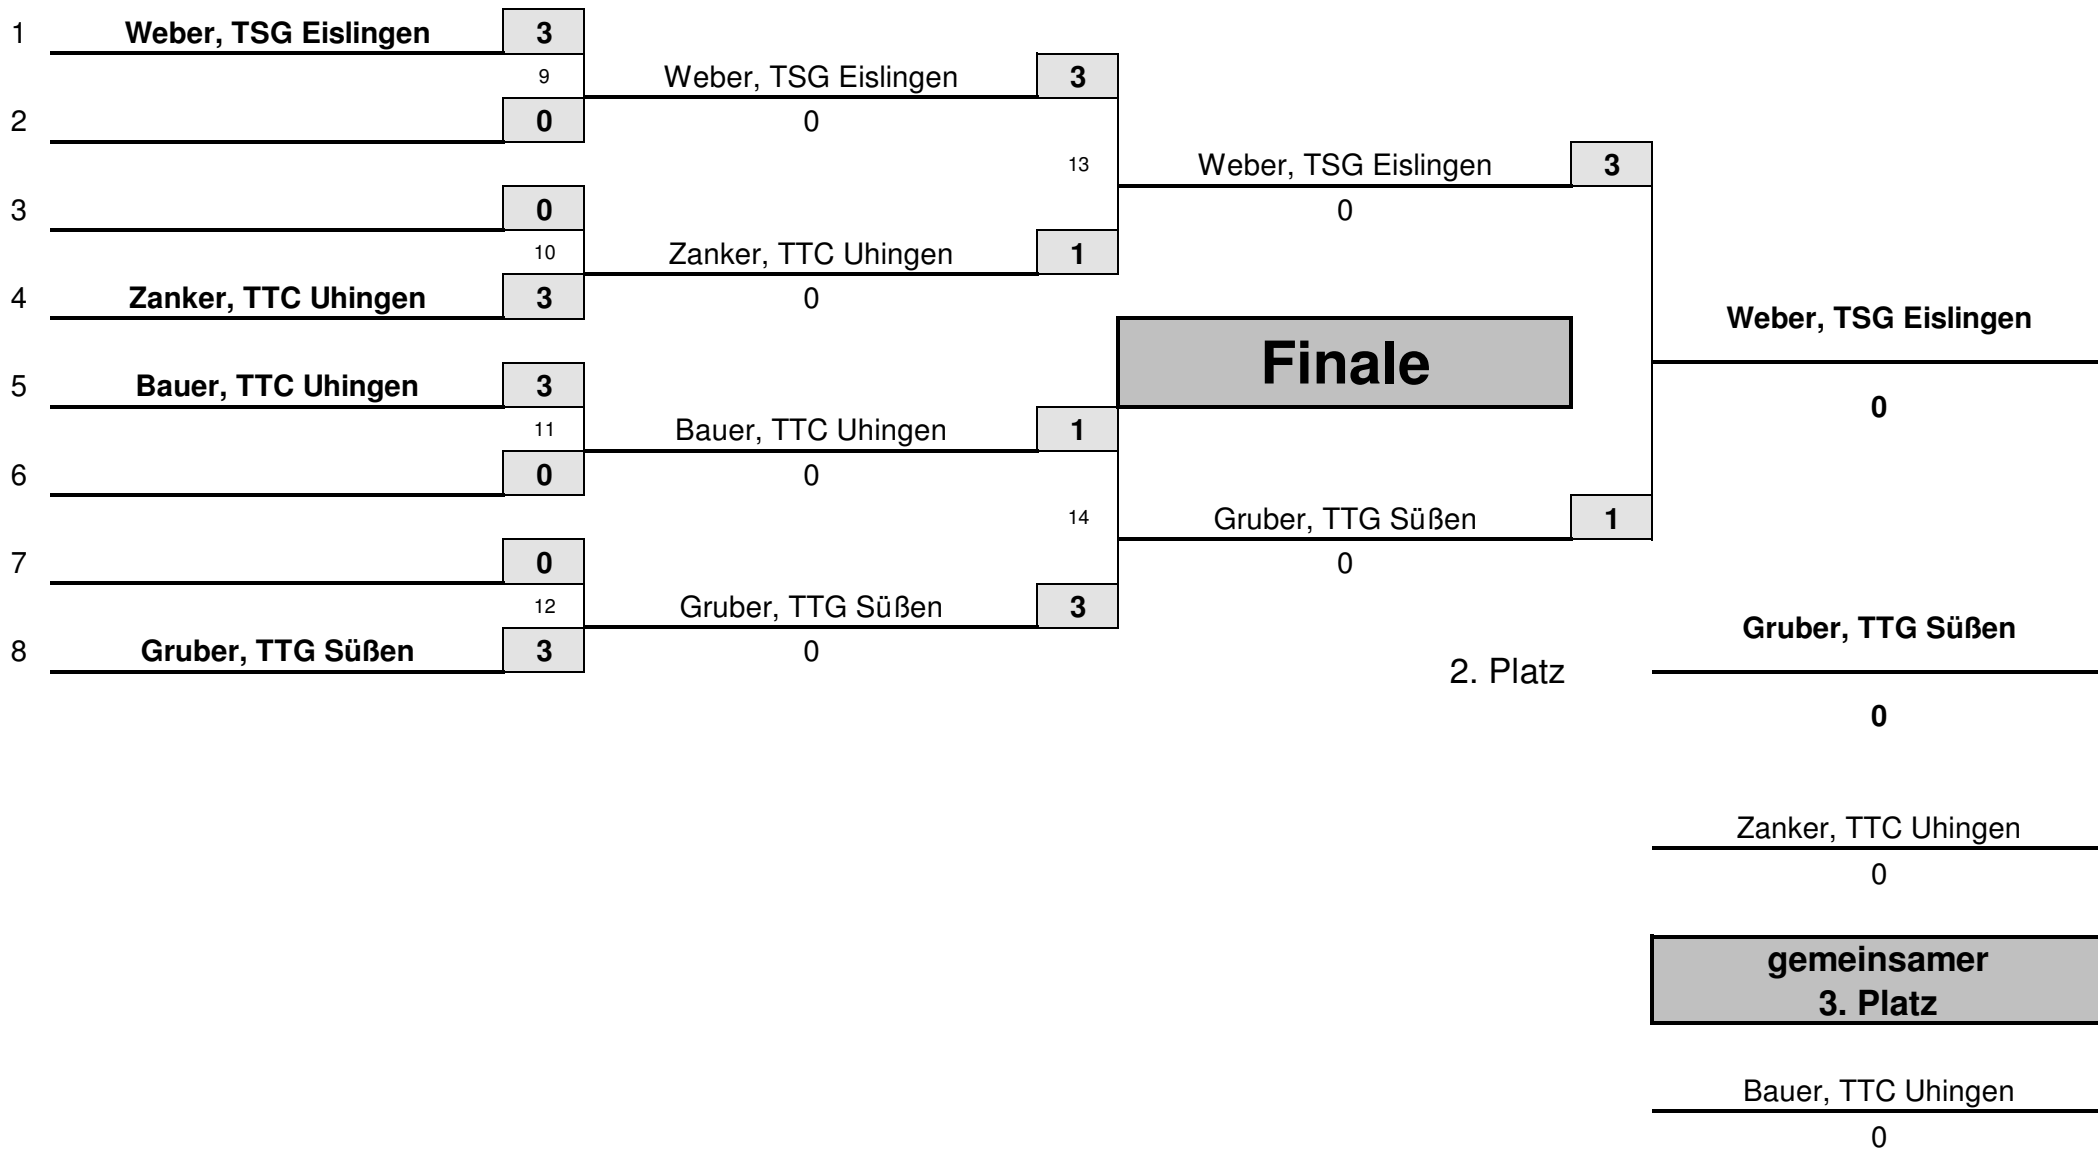 1 Weber, TSG Eislingen 3
9 Weber, TSG Eislingen 3
2 0 0
13 Weber, TSG Eislingen 3
3 0 0
10 Zanker, TTC Uhingen 1
4 Zanker, TTC Uhingen 3 0
Weber, TSG Eislingen
Finale
5 Bauer, TTC Uhingen 3
0
11 Bauer, TTC Uhingen 1
6 0 0
14 Gruber, TTG Süßen 1
7 0 0
12 Gruber, TTG Süßen 3
Gruber, TTG Süßen
8 Gruber, TTG Süßen 3 0
2. Platz
0
Zanker, TTC Uhingen
0
gemeinsamer
3. Platz
Bauer, TTC Uhingen
0